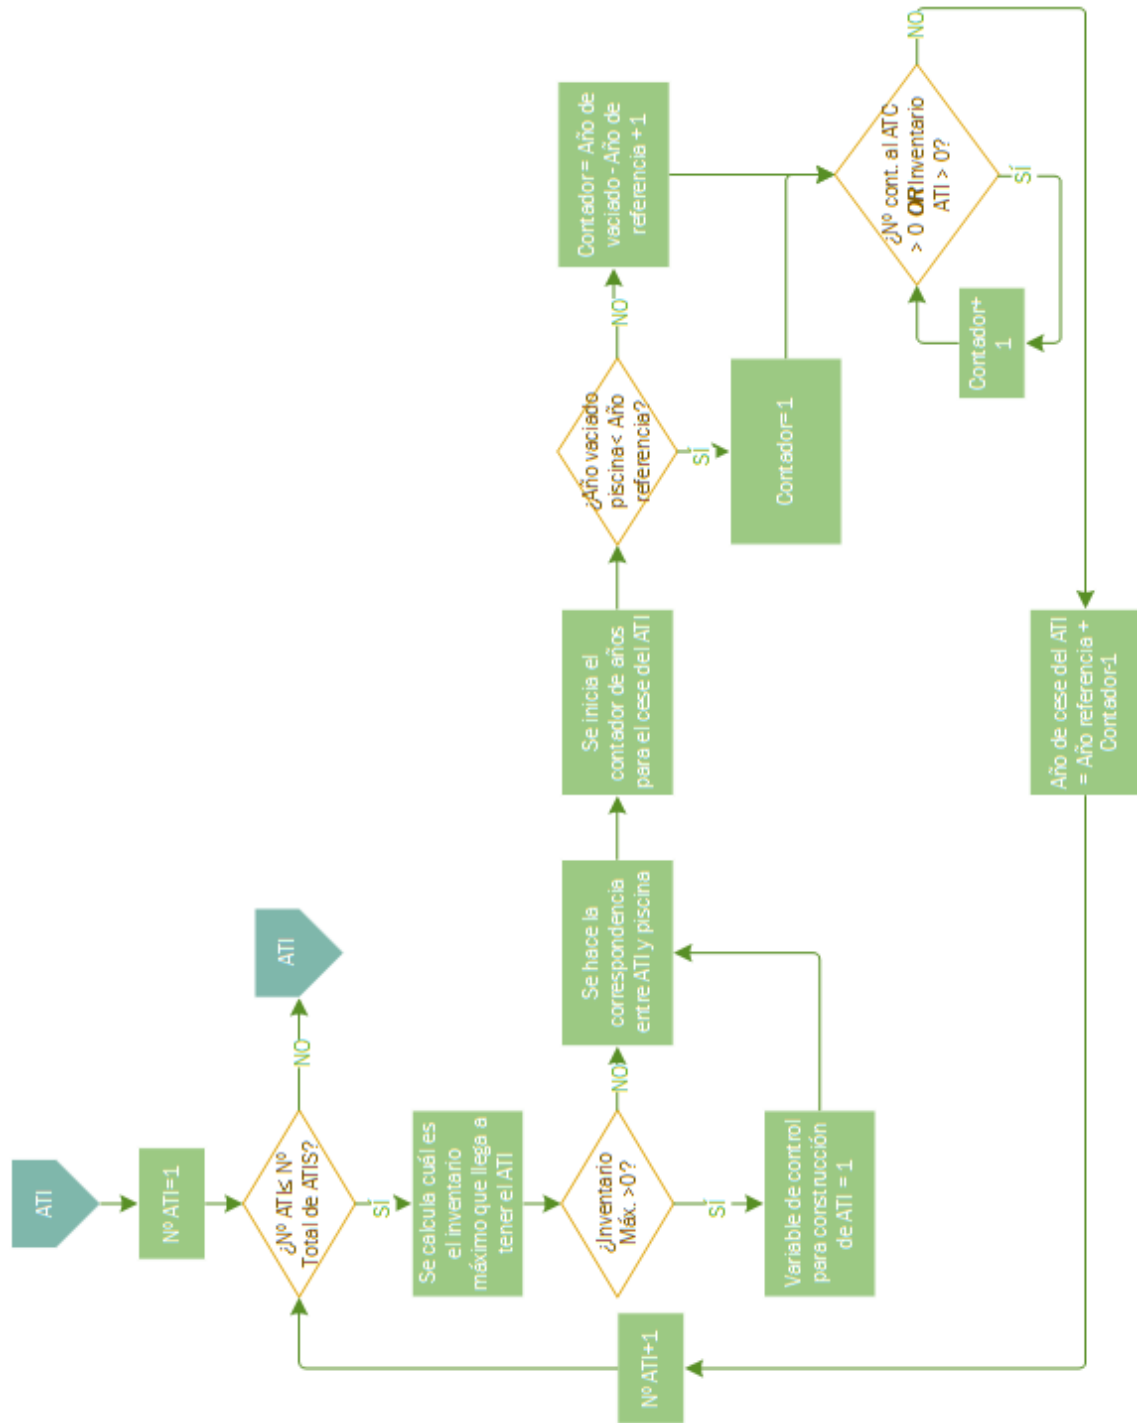 ATI
Nº ATI=1
¿Nº ATI≤ Nº
Total de ATIS?
NO
ATI
SÍ
Se calcula cuál es
el inventario
máximo que llega a
tener el ATI
¿Inventario
Máx. >0?
NO
SÍ
Variable de control
para construcción
de ATI = 1
Se hace la
correspondencia
entre ATI y piscina
Se inicia el
contador de años
para el cese del ATI
¿Año vaciado
piscina< Año
referencia?
NO
SÍ
Contador= 1
Contador= Año de
vaciado - Año de
referencia +1
¿Nº cont. al ATC
> 0 OR Inventario
ATI > 0?
NO
SÍ
Contador+
1
Año de cese del ATI
= Año referencia +
Contador-1
Nº ATI+1